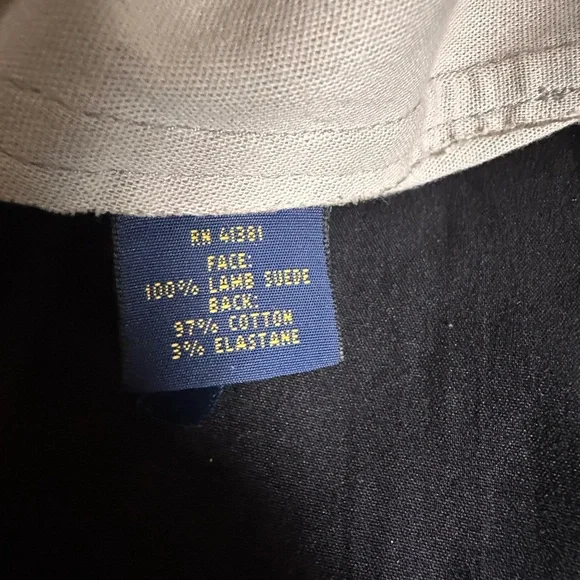 RN 41381
FACE:
100% LAMB SUEDE
BACK:
97% COTTON
3% ELASTANE